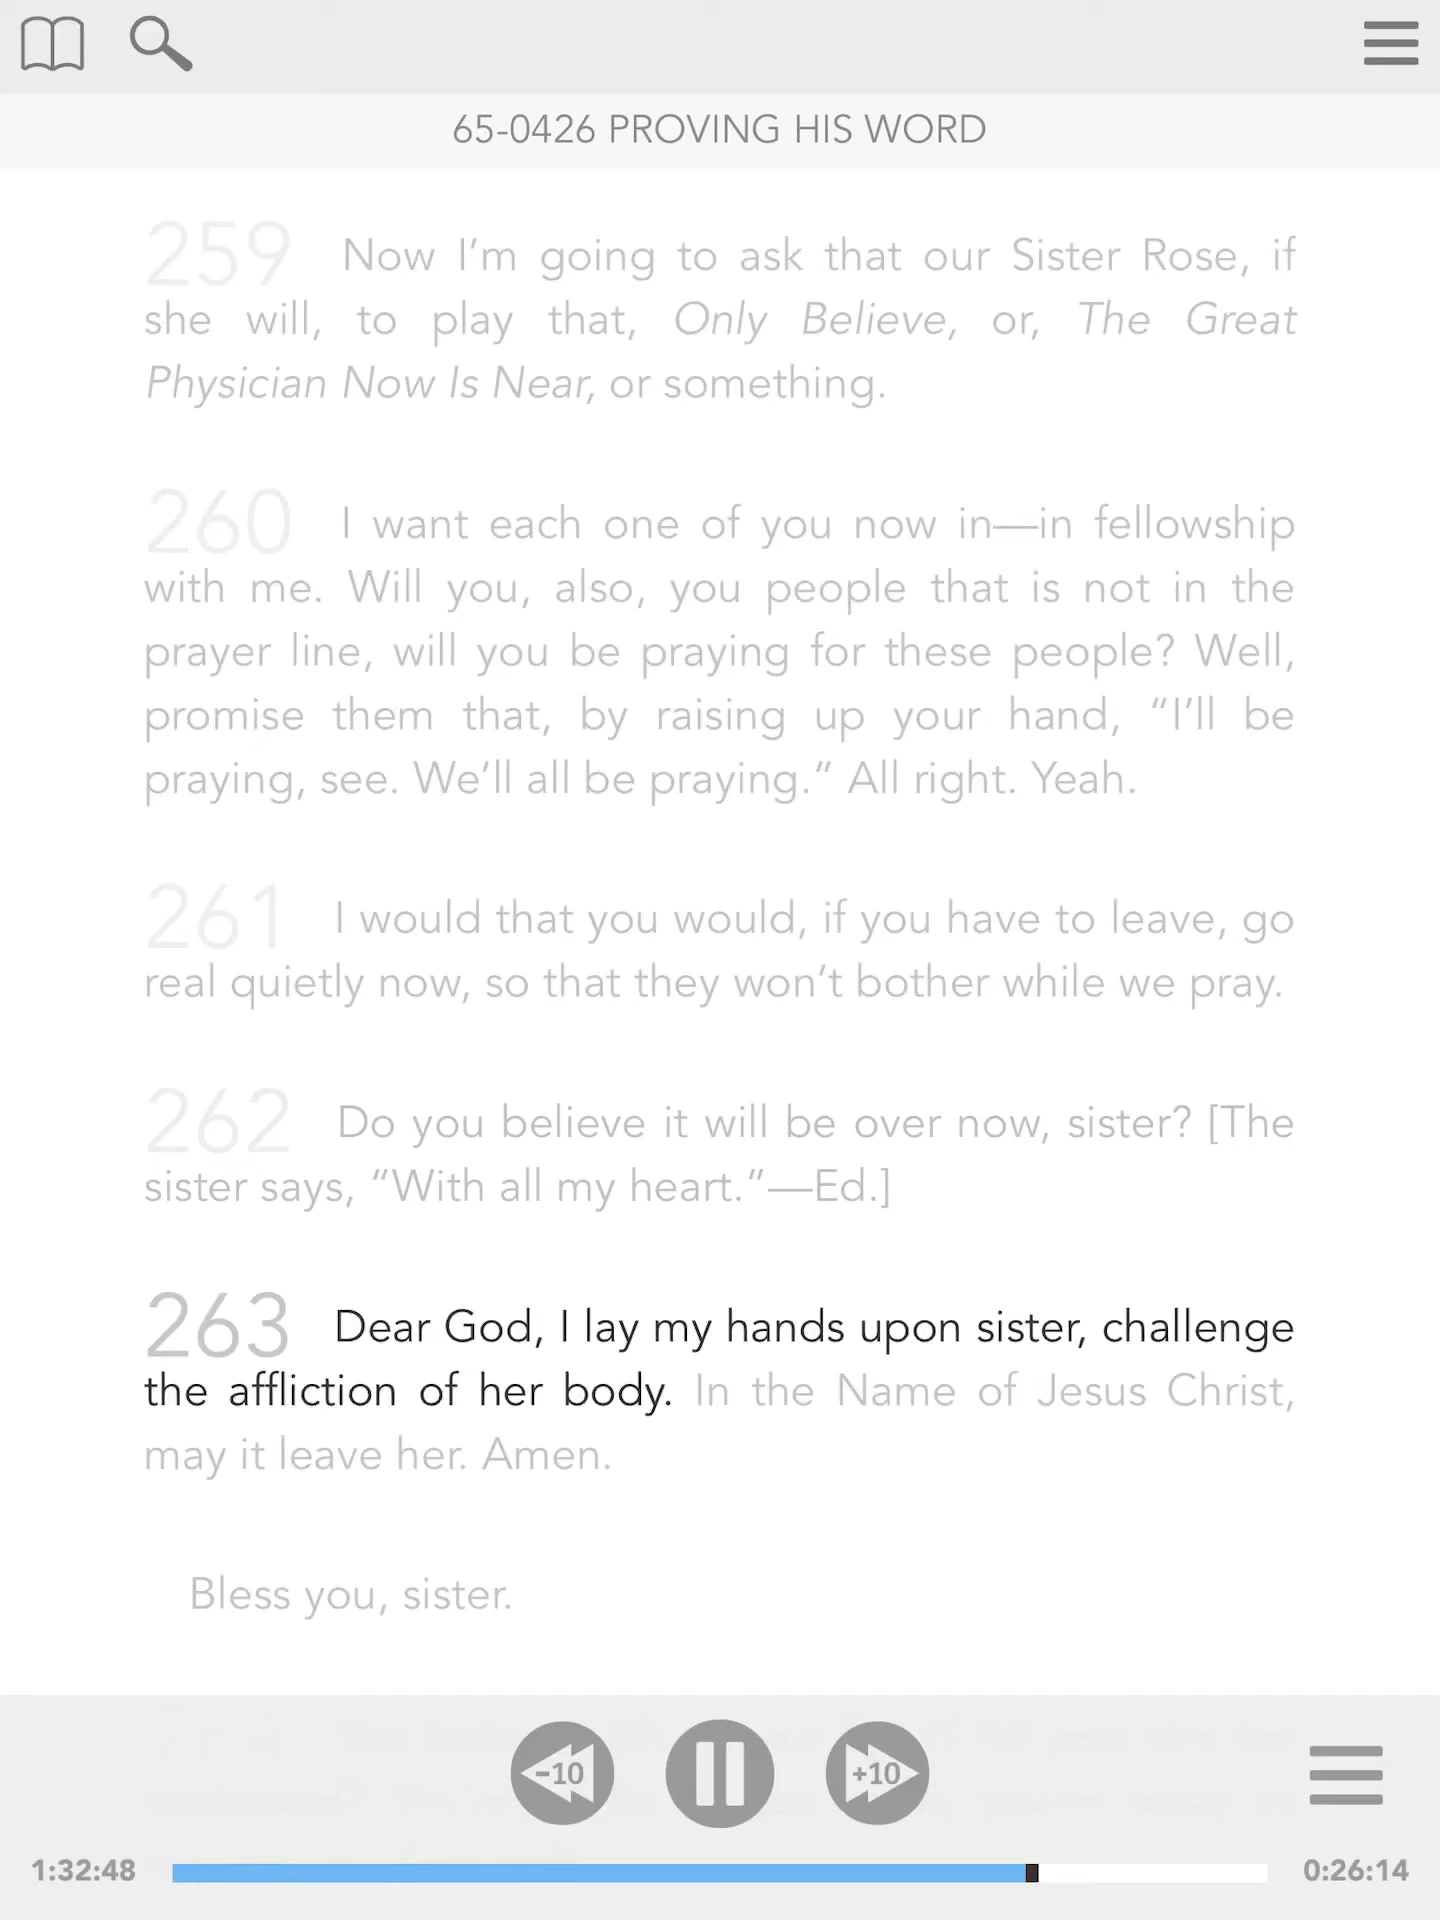 65-0426 PROVING HIS WORD
259 Now I’m going to ask that our Sister Rose, if
she will, to play that, Only Believe, or, The Great
Physician Now Is Near, or something.
260 I want each one of you now in—in fellowship
with me. Will you, also, you people that is not in the
prayer line, will you be praying for these people? Well,
promise them that, by raising up your hand, “I’ll be
praying, see. We’ll all be praying.” All right. Yeah.
261 I would that you would, if you have to leave, go
real quietly now, so that they won’t bother while we pray.
262 Do you believe it will be over now, sister? [The
sister says, “With all my heart.”—Ed.]
263 Dear God, I lay my hands upon sister, challenge
the affliction of her body. In the Name of Jesus Christ,
may it leave her. Amen.
Bless you, sister.
-10 +10
1:32:48 0:26:14